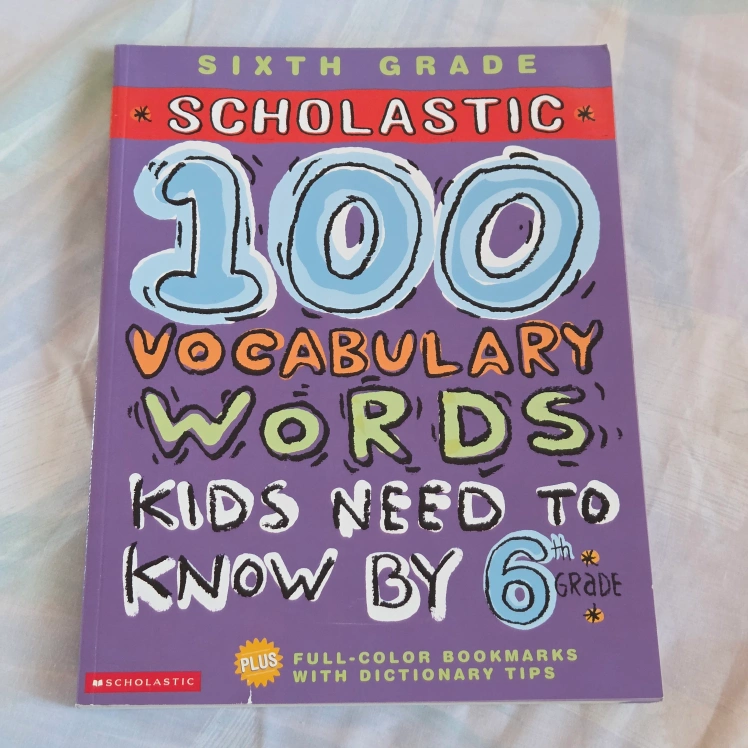 SIXTH GRADE
SCHOLASTIC
100
VOCABULARY
WORDS
KIDS NEED TO
KNOW BY 6th GRADE
PLUS FULL-COLOR BOOKMARKS
WITH DICTIONARY TIPS
SCHOLASTIC